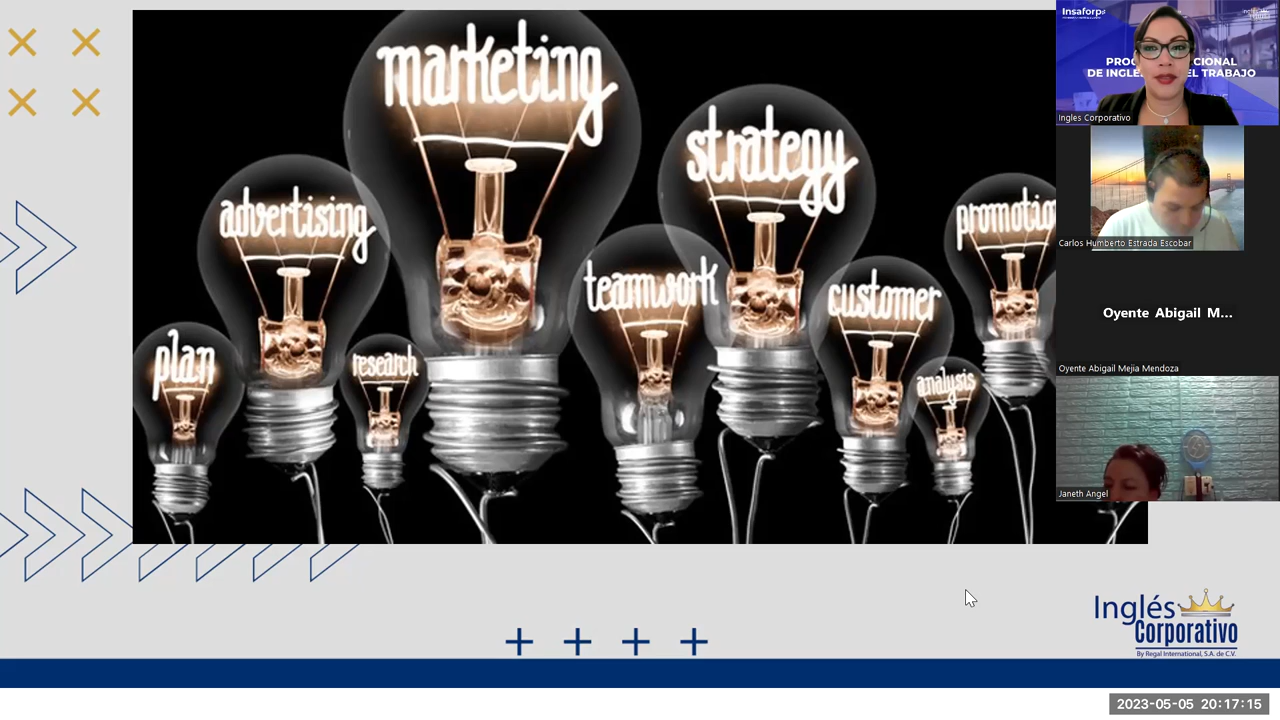 marketing
strategy
advertising
promotio
teamwork
customer
plan
research
analysis
Insaforp
CIONAL
DE INGLE
EL TRABAJO
Ingles Corporativo
Carlos Humberto Estrada Escobar
Oyente Abigail M...
Oyente Abigail Mejia Mendoza
Janeth Angel
Inglés
Corporativo
By Regal International, S.A. de C.V.
2023-05-05 20:17:15